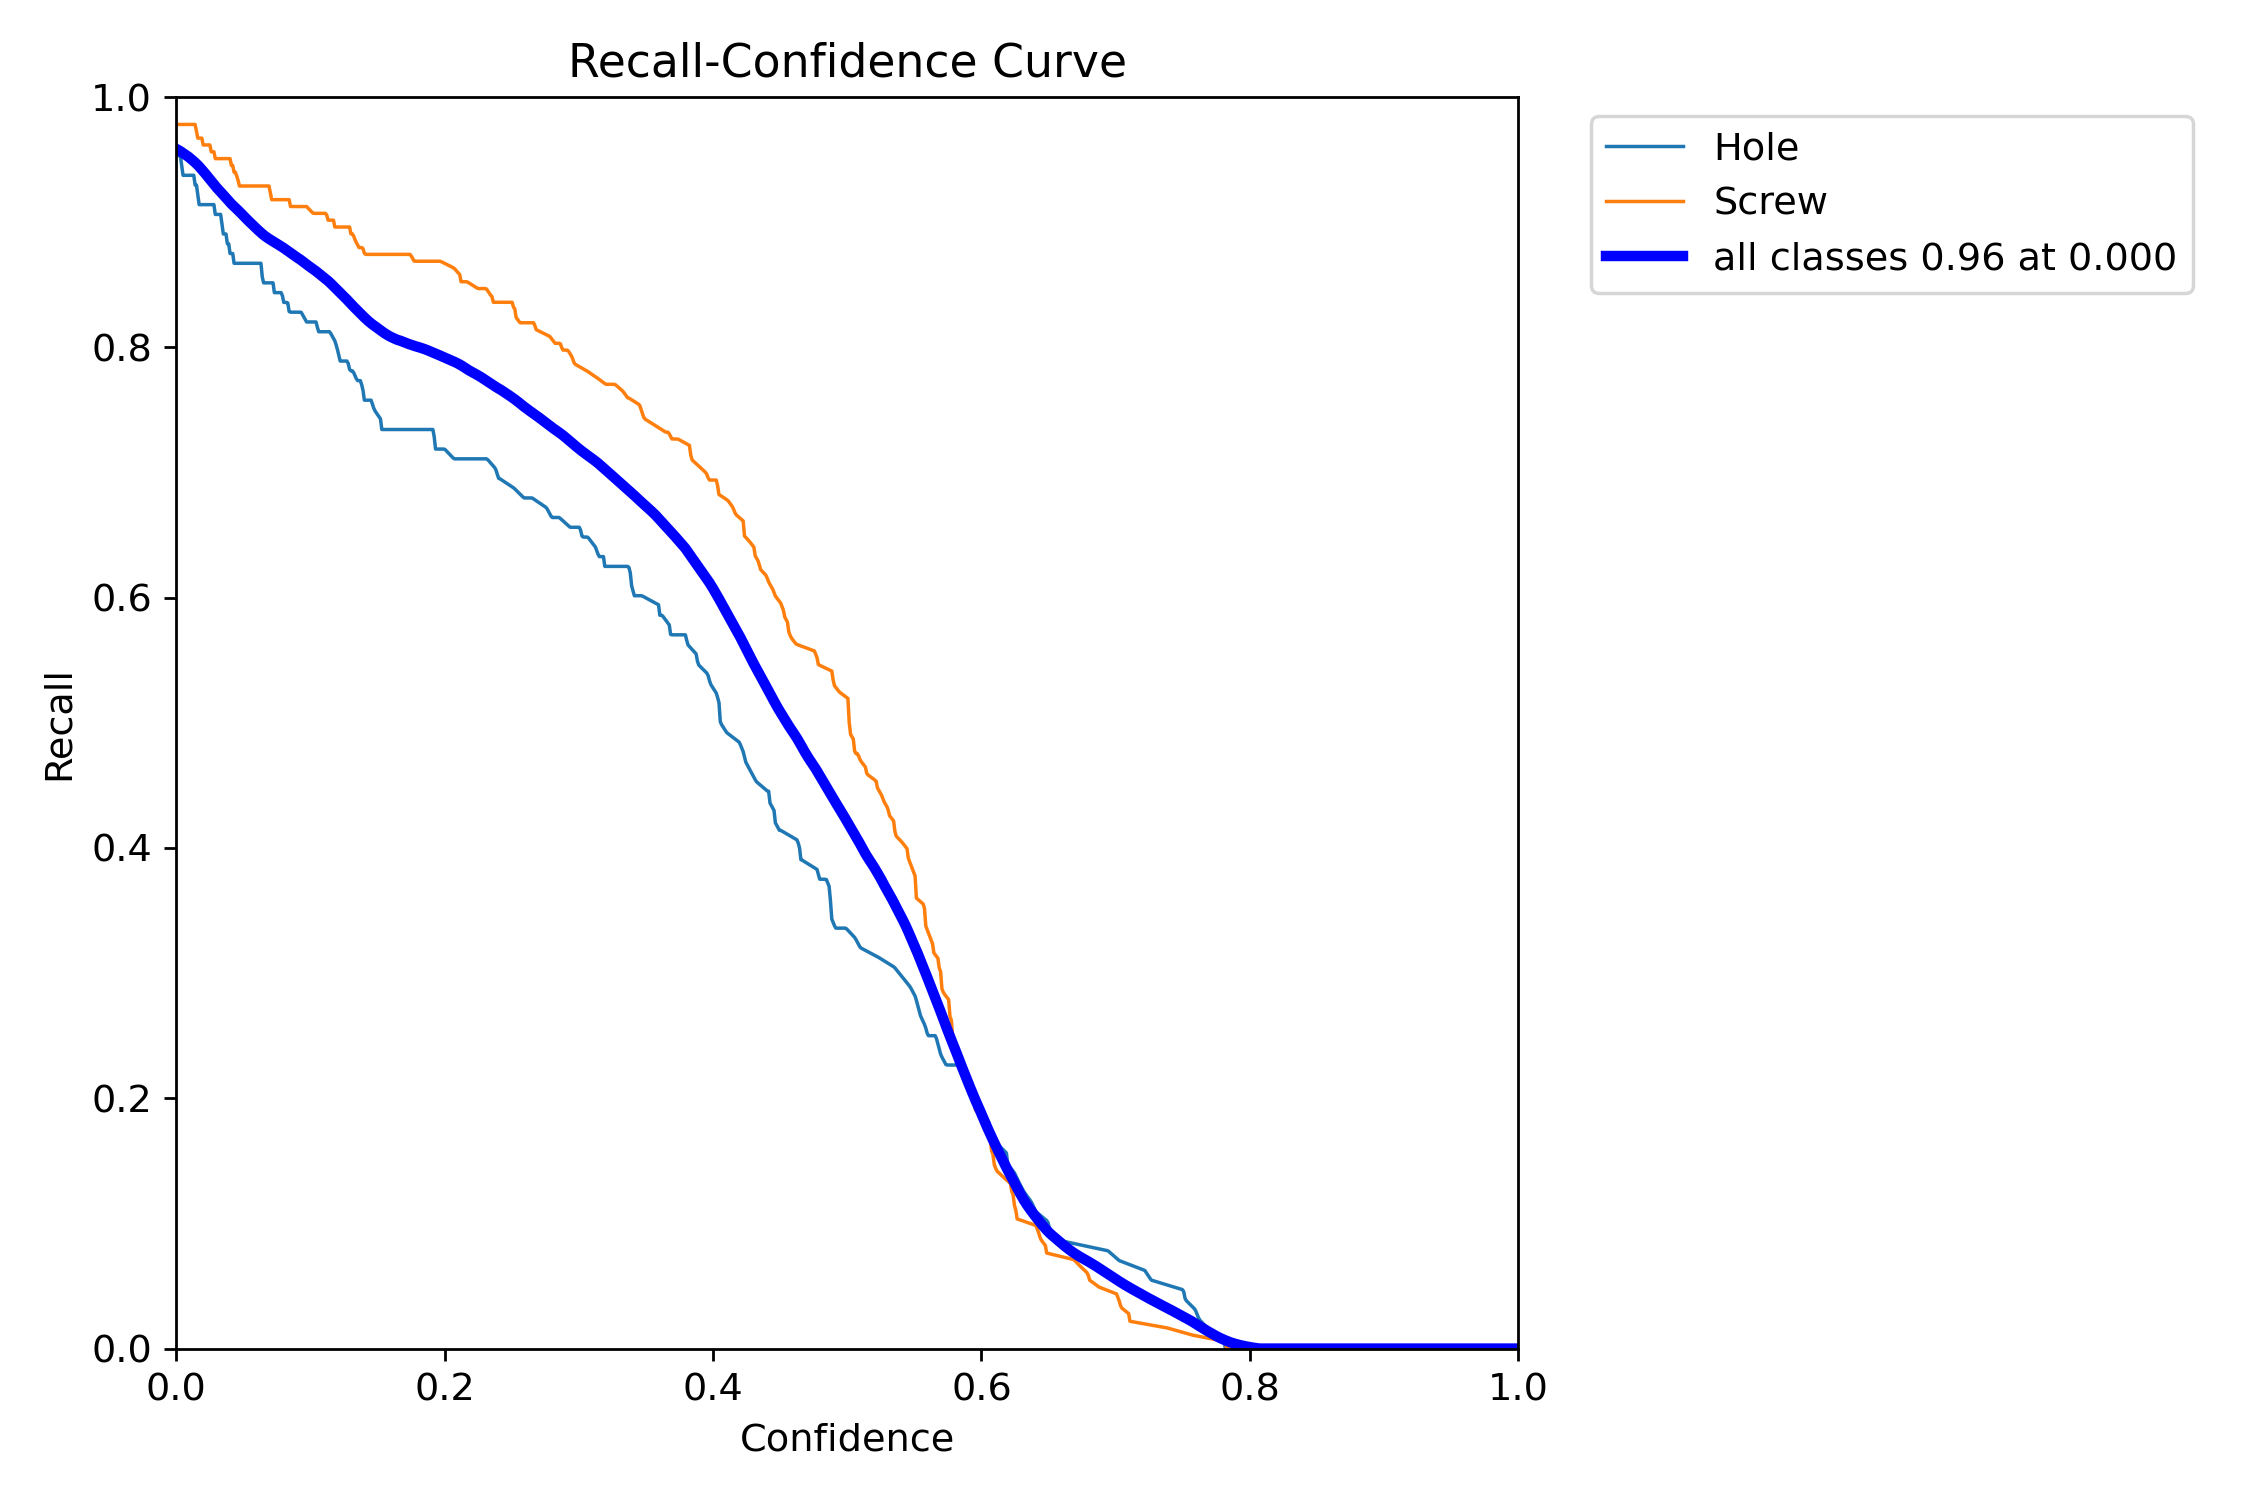 Recall-Confidence Curve
1.0
0.8
0.6
0.4
0.2
0.0
Recall
0.0 0.2 0.4 0.6 0.8 1.0
Confidence
Hole
Screw
all classes 0.96 at 0.000